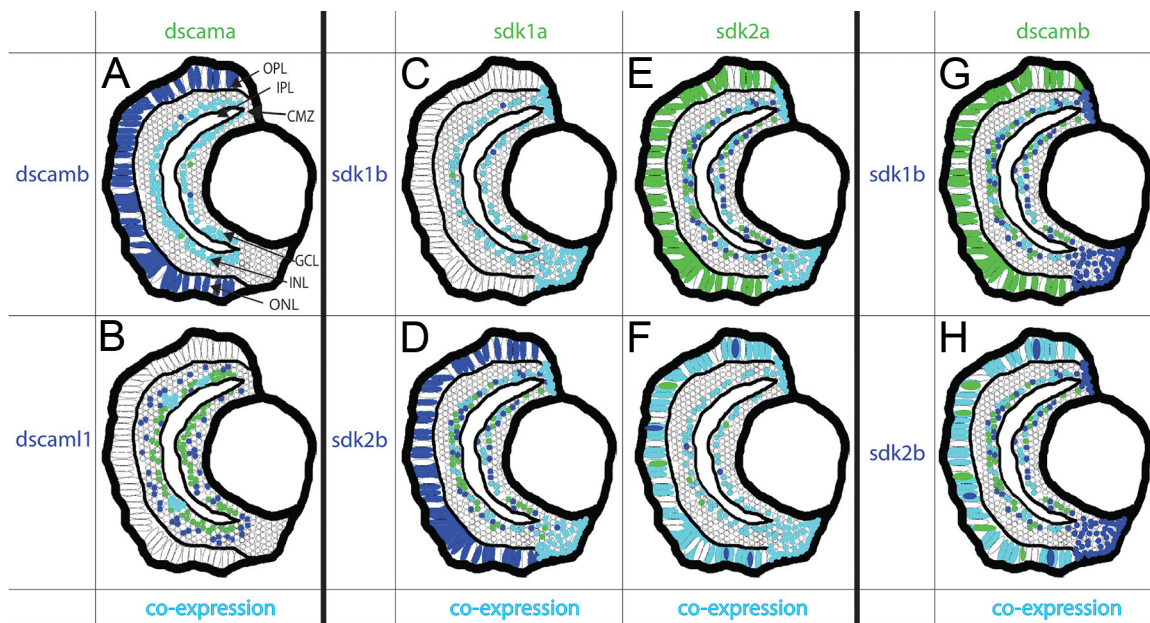 dscama sdk1a sdk2a dscamb
A C E G
OPL
IPL
CMZ
dscamb sdk1b sdk1b
GCL
INL
ONL
B D F H
dscaml1 sdk2b sdk2b
co-expression co-expression co-expression co-expression